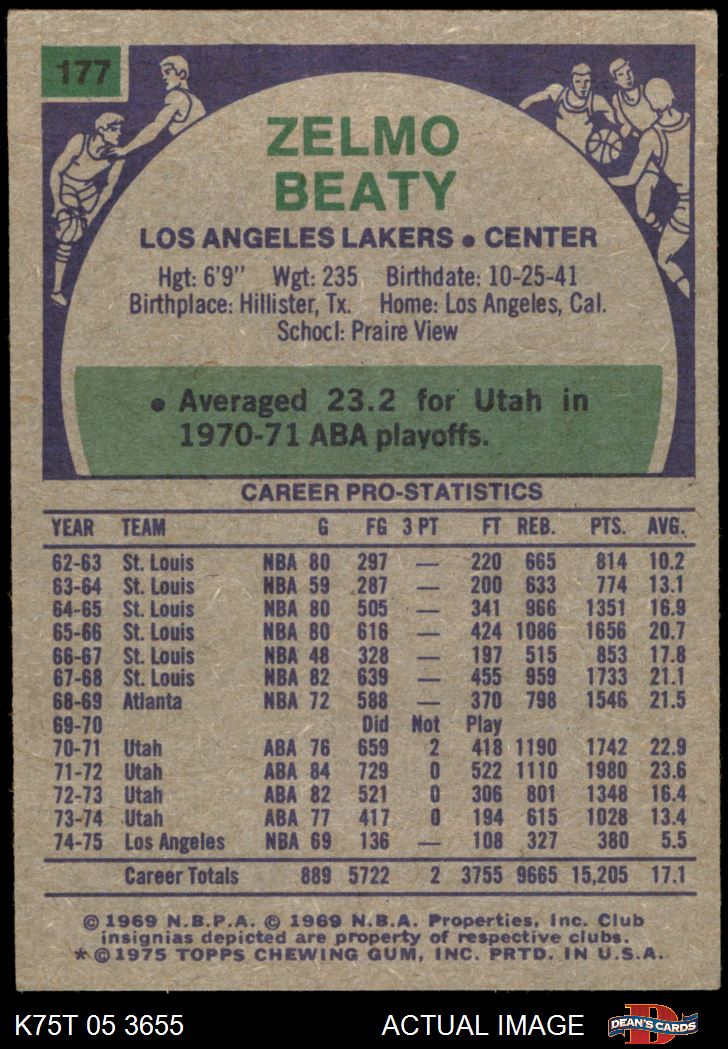 177
ZELMO
BEATY
LOS ANGELES LAKERS • CENTER
Hgt: 6'9" Wgt: 235 Birthdate: 10-25-41
Birthplace: Hillister, Tx. Home: Los Angeles, Cal.
School: Praire View
• Averaged 23.2 for Utah in
1970-71 ABA playoffs.
CAREER PRO-STATISTICS
YEAR TEAM G FG 3 PT FT REB. PTS. AVG.
62-63 St. Louis NBA 80 297 — 220 665 814 10.2
63-64 St. Louis NBA 59 287 — 200 633 774 13.1
64-65 St. Louis NBA 80 505 — 341 966 1351 16.9
65-66 St. Louis NBA 80 616 — 424 1086 1656 20.7
66-67 St. Louis NBA 48 328 — 197 515 853 17.8
67-68 St. Louis NBA 82 639 — 455 959 1733 21.1
68-69 Atlanta NBA 72 588 — 370 798 1546 21.5
69-70 Did Not Play
70-71 Utah ABA 76 659 2 418 1190 1742 22.9
71-72 Utah ABA 84 729 0 522 1110 1980 23.6
72-73 Utah ABA 82 521 0 306 801 1348 16.4
73-74 Utah ABA 77 417 0 194 615 1028 13.4
74-75 Los Angeles NBA 69 136 — 108 327 380 5.5
Career Totals 889 5722 2 3755 9665 15,205 17.1
© 1969 N.B.P.A. © 1969 N.B.A. Properties, Inc. Club
insignias depicted are property of respective clubs.
* © 1975 TOPPS CHEWING GUM, INC. PRTD. IN U.S.A.
K75T 05 3655 ACTUAL IMAGE D DEAN'S CARDS